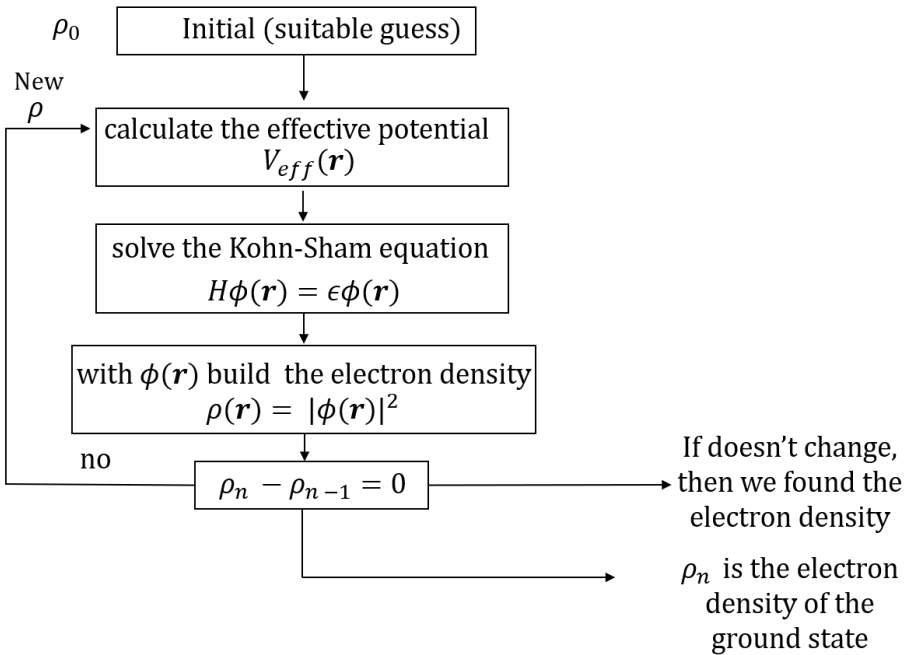 ρ₀ Initial (suitable guess)
New
ρ
calculate the effective potential
V_eff(r)
solve the Kohn-Sham equation
Hϕ(r) = ϵϕ(r)
with ϕ(r) build the electron density
ρ(r) = |ϕ(r)|²
no
ρₙ − ρₙ₋₁ = 0
If doesn’t change,
then we found the
electron density
ρₙ is the electron
density of the
ground state